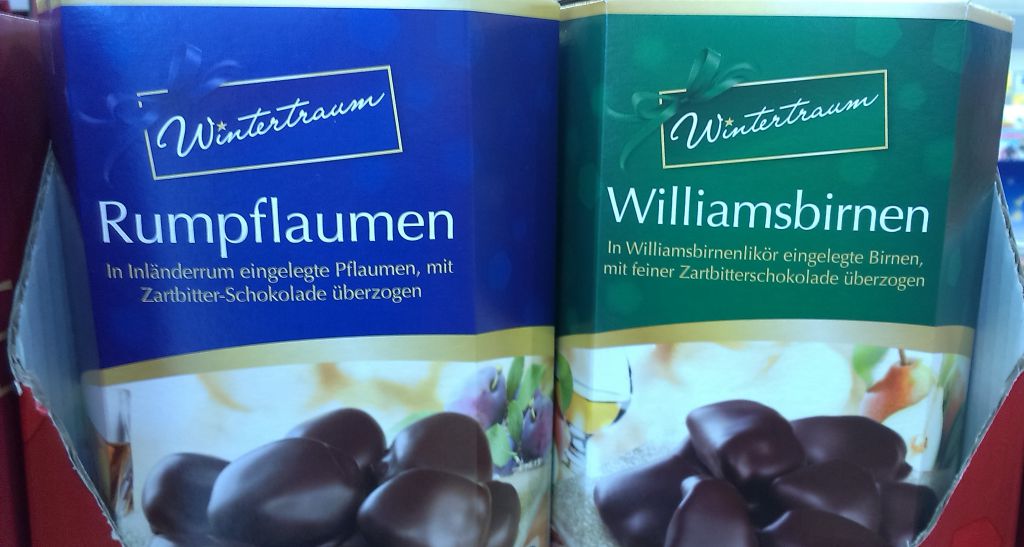 Wintertraum
Rumpflaumen
In Inländerrum eingelegte Pflaumen, mit
Zartbitter-Schokolade überzogen
Wintertraum
Williamsbirnen
In Williamsbirnenlikör eingelegte Birnen,
mit feiner Zartbitterschokolade überzogen